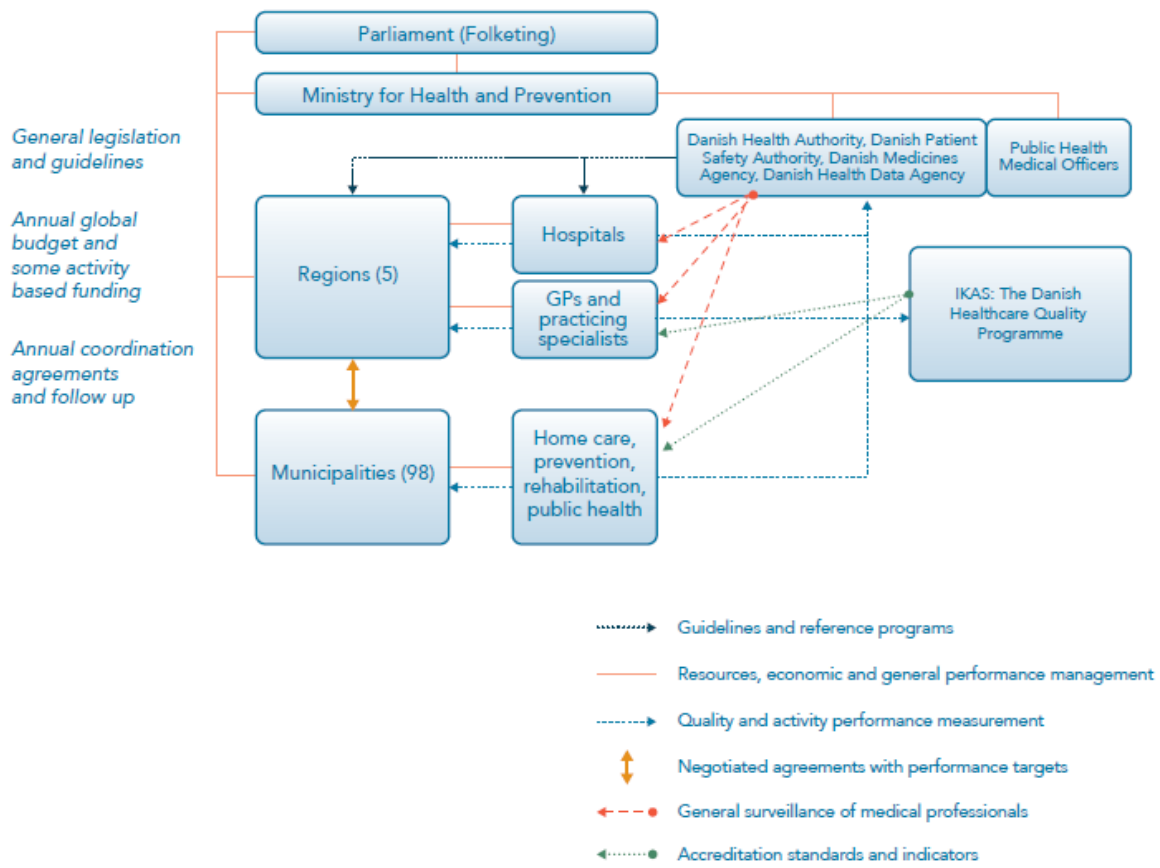 Parliament (Folketing)
Ministry for Health and Prevention
General legislation
and guidelines
Annual global
budget and
some activity
based funding
Annual coordination
agreements
and follow up
Danish Health Authority, Danish Patient
Safety Authority, Danish Medicines
Agency, Danish Health Data Agency
Public Health
Medical Officers
Regions (5)
Hospitals
GPs and
practicing
specialists
IKAS: The Danish
Healthcare Quality
Programme
Municipalities (98)
Home care,
prevention,
rehabilitation,
public health
Guidelines and reference programs
Resources, economic and general performance management
Quality and activity performance measurement
Negotiated agreements with performance targets
General surveillance of medical professionals
Accreditation standards and indicators